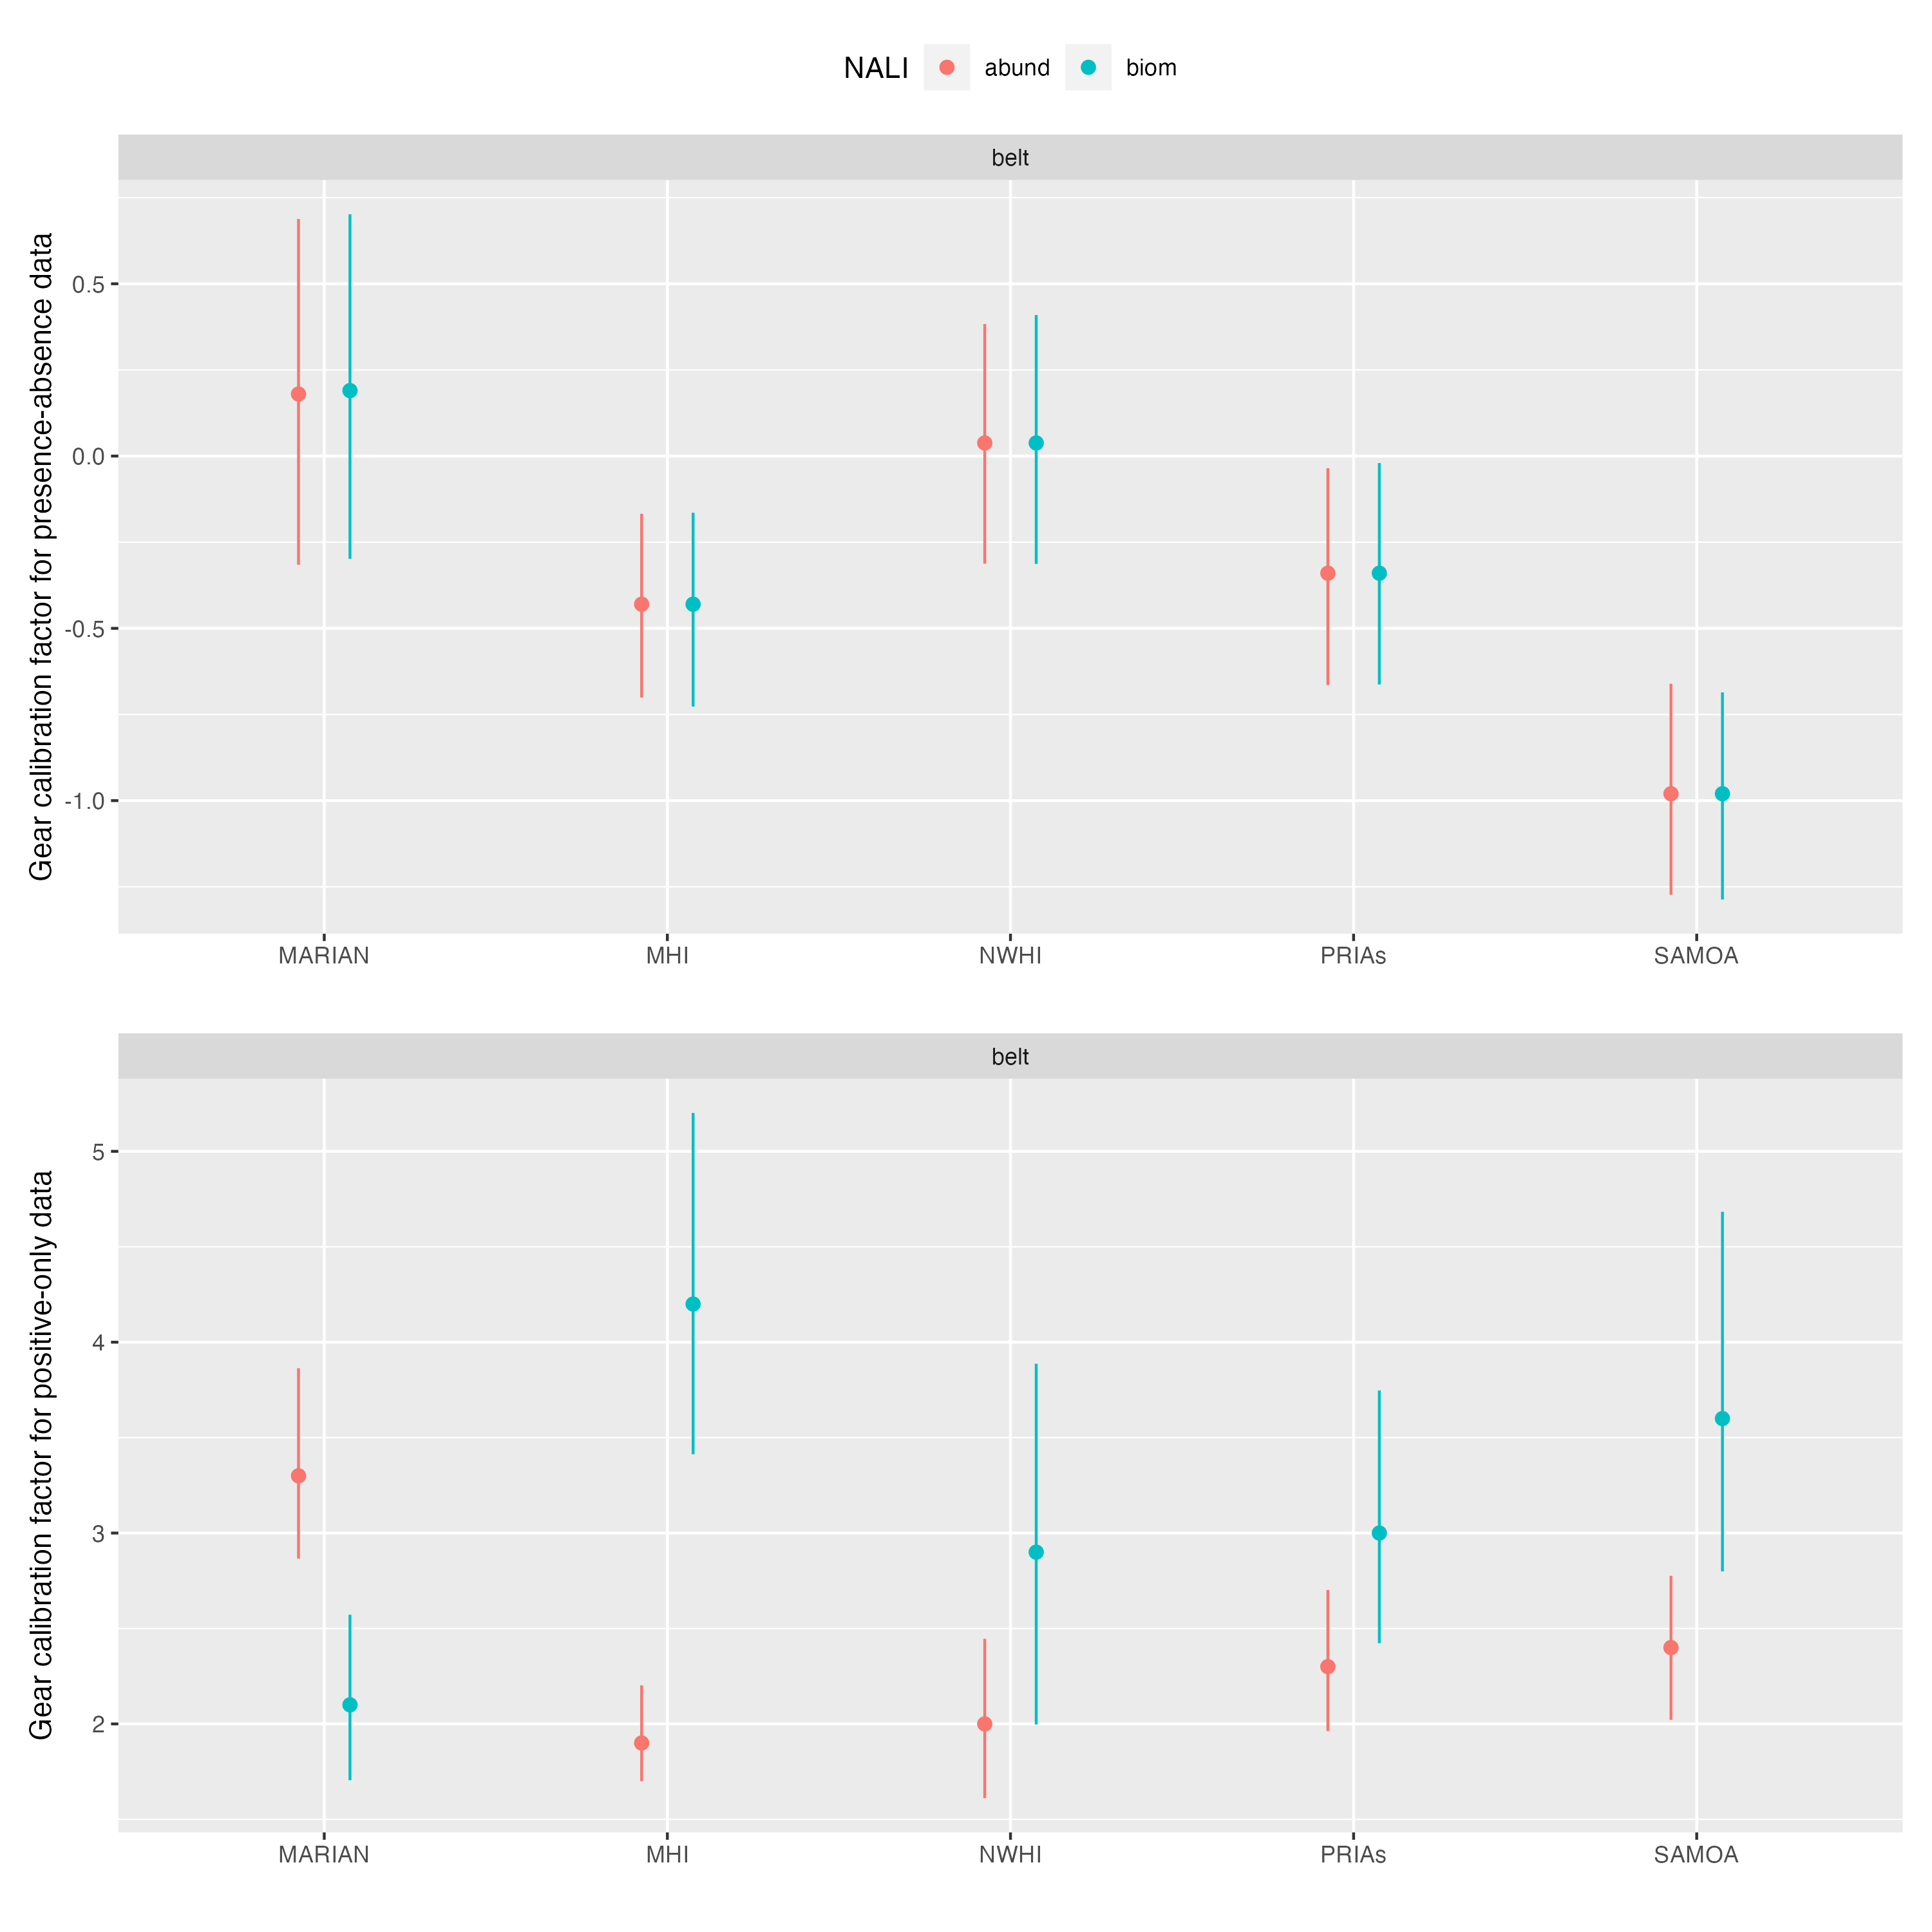 NALI abund biom
belt
Gear calibration factor for presence-absence data
0.5
0.0
-0.5
-1.0
MARIAN MHI NWHI PRIAs SAMOA
belt
Gear calibration factor for positive-only data
5
4
3
2
MARIAN MHI NWHI PRIAs SAMOA